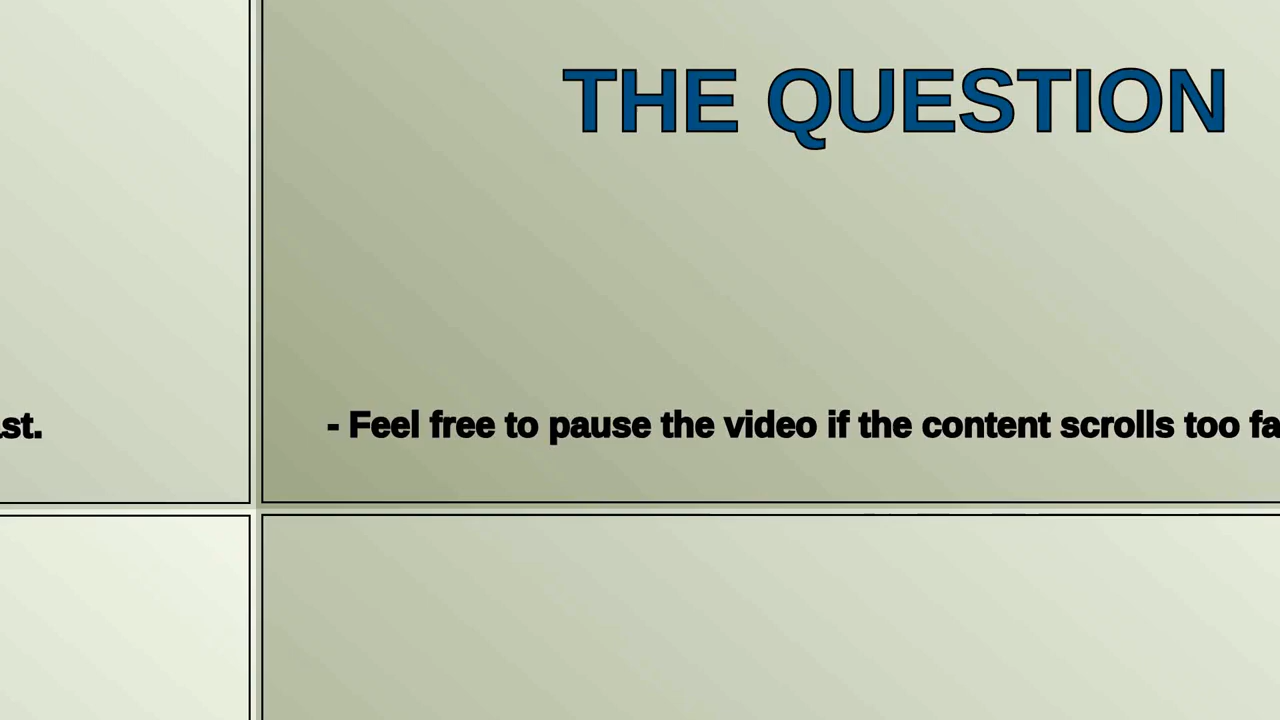 THE QUESTION
st.
- Feel free to pause the video if the content scrolls too fa